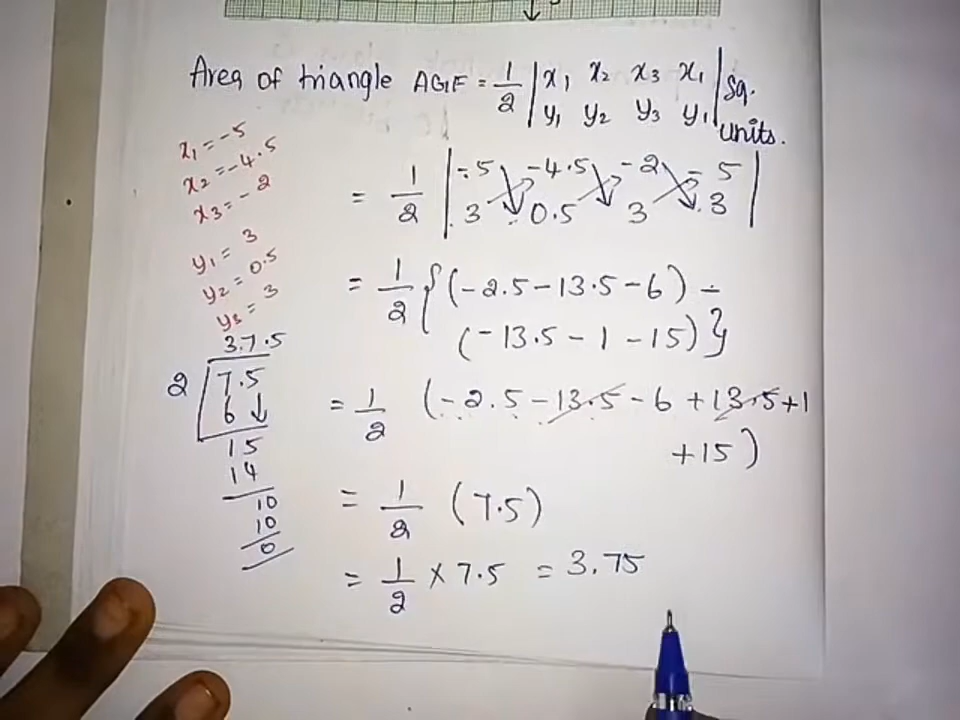 Area of triangle AGF = 1/2 | x1 x2 x3 x1 | Sq.
y1 y2 y3 y1 units.
x1 = -5
x2 = -4.5
x3 = -2
y1 = 3
y2 = 0.5
y3 = 3
= 1/2 | -5 -4.5 -2 -5 |
3 0.5 3 3
= 1/2 { (-2.5 - 13.5 - 6) -
(-13.5 - 1 - 15) }
= 1/2 (-2.5 - 13.5 - 6 + 13.5 + 1
+15 )
= 1/2 (7.5)
= 1/2 × 7.5 = 3.75
3.7.5
2 7.5
6 ↓
15
14
10
10
0